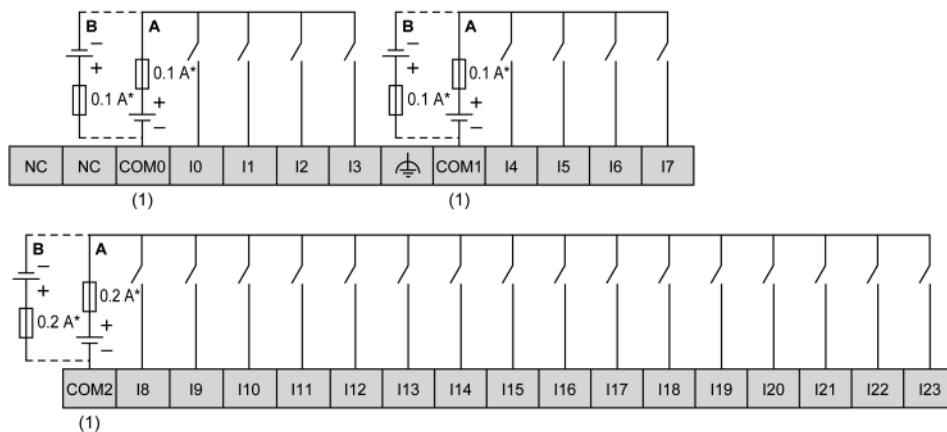 B A B A
− −
+ 0.1 A* + 0.1 A*
0.1 A* + 0.1 A* +
− −
NC NC COM0 I0 I1 I2 I3 COM1 I4 I5 I6 I7
(1) (1)
B A
−
+ 0.2 A*
0.2 A* +
−
COM2 I8 I9 I10 I11 I12 I13 I14 I15 I16 I17 I18 I19 I20 I21 I22 I23
(1)